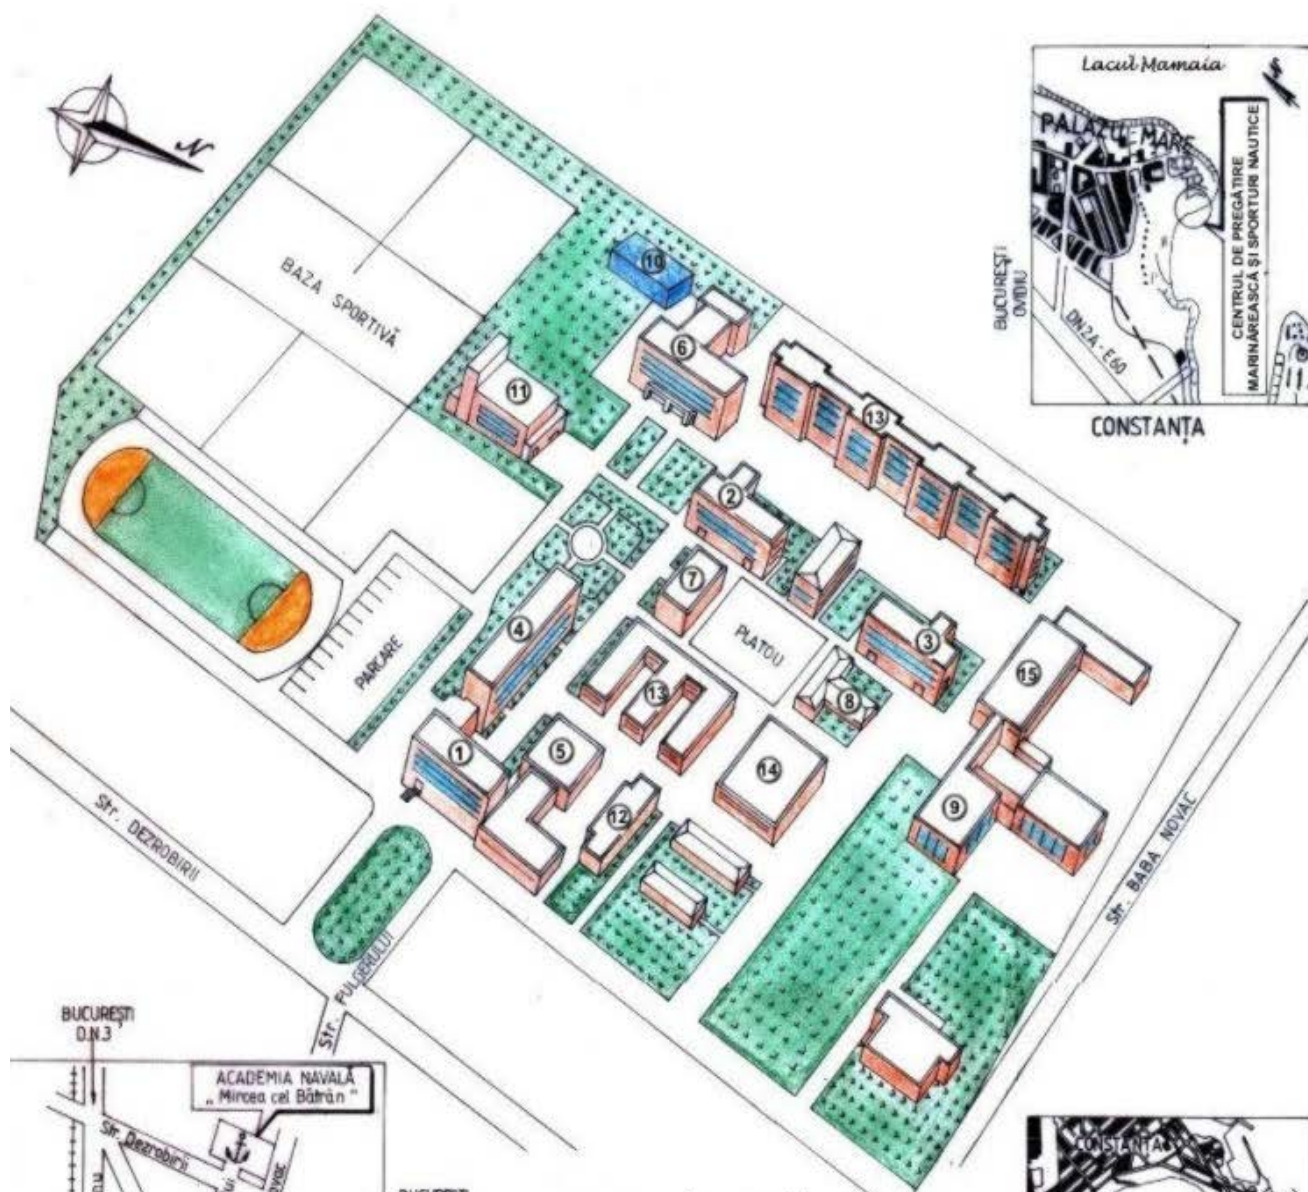 N
BAZA SPORTIVĂ
10
6
11
13
2
7
4
PLATOU
3
PARCARE
13
8
15
1
5
14
12
9
Str. DEZROBIRII
Str. FULGERULUI
Str. BABA NOVAC
Lacul Mamaia
S
PALAZU MARE
CENTRUL DE PREGĂTIRE
MARINĂREASCĂ ȘI SPORTURI NAUTICE
BUCUREȘTI
OVIDIU
DN2A-E60
CONSTANȚA
BUCUREȘTI
D.N.3
ACADEMIA NAVALĂ
„Mircea cel Bătrân"
Str. Dezrobirii
CONSTANȚA